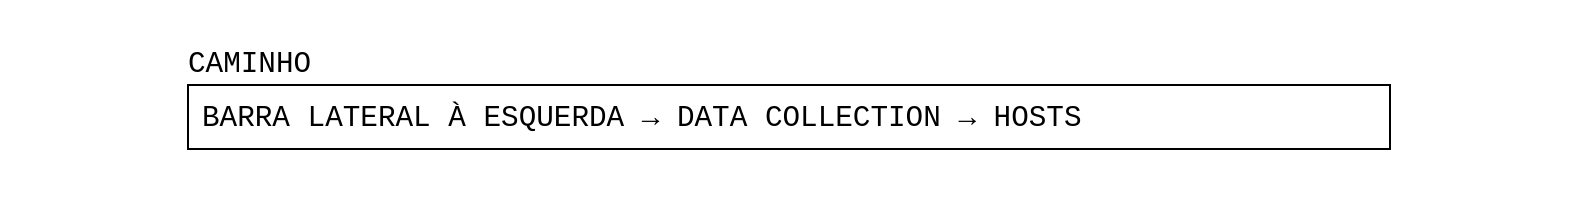 CAMINHO
BARRA LATERAL À ESQUERDA → DATA COLLECTION → HOSTS